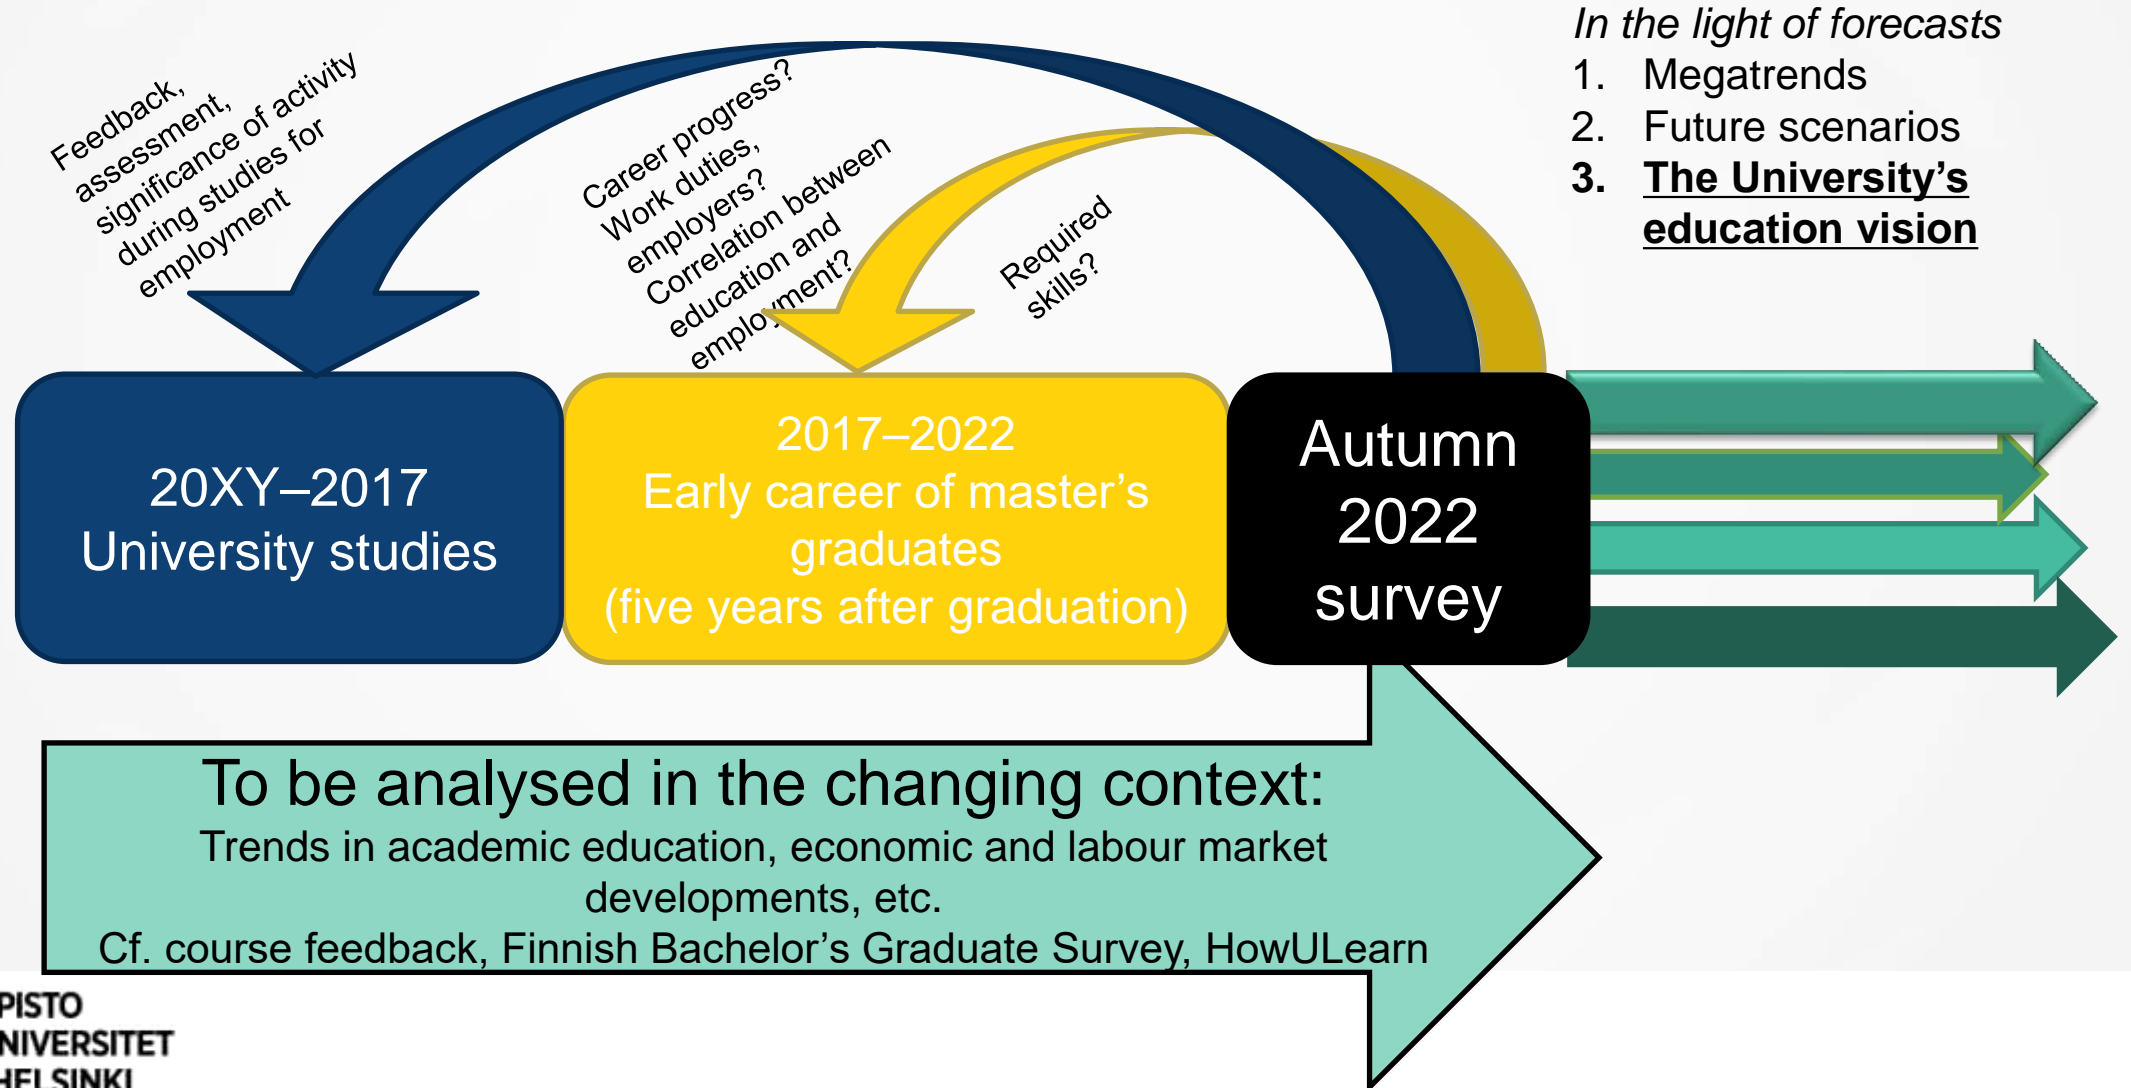 In the light of forecasts
1. Megatrends
2. Future scenarios
3. The University’s
education vision
Feedback,
assessment,
significance of activity
during studies for
employment
Career progress?
Work duties,
employers?
Correlation between
education and
employment?
Required
skills?
20XY–2017
University studies
2017–2022
Early career of master’s
graduates
(five years after graduation)
Autumn
2022
survey
To be analysed in the changing context:
Trends in academic education, economic and labour market
developments, etc.
Cf. course feedback, Finnish Bachelor’s Graduate Survey, HowULearn
PISTO
NIVERSITET
HELSINKI